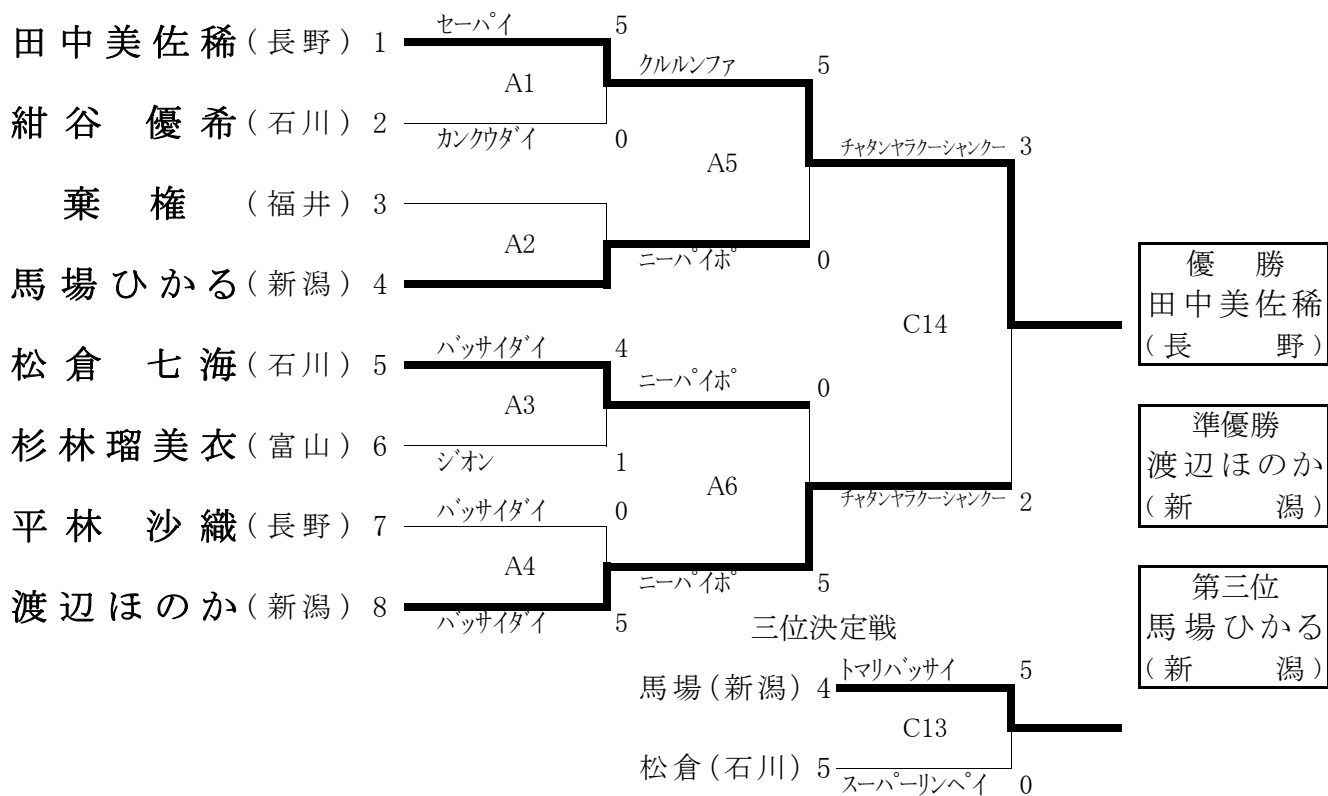 セーパイ 5
田中美佐稀(長野) 1
クルルンファ 5
A1
紺谷 優希(石川) 2
カンクウダイ 0
チャタンヤラクーシャンクー 3
A5
棄権 (福井) 3
A2
ニーパイポ 0
馬場ひかる(新潟) 4
優勝
田中美佐稀
(長野)
C14
バッサイダイ 4
松倉 七海(石川) 5
ニーパイポ 0
A3
杉林瑠美衣(富山) 6
ジオン 1
準優勝
渡辺ほのか
(新潟)
A6
チャタンヤラクーシャンクー 2
バッサイダイ 0
平林 沙織(長野) 7
A4
ニーパイポ 5
渡辺ほのか(新潟) 8
バッサイダイ 5
第三位
馬場ひかる
(新潟)
三位決定戦
トマリバッサイ 5
馬場(新潟) 4
C13
松倉(石川) 5
スーパーリンペイ 0